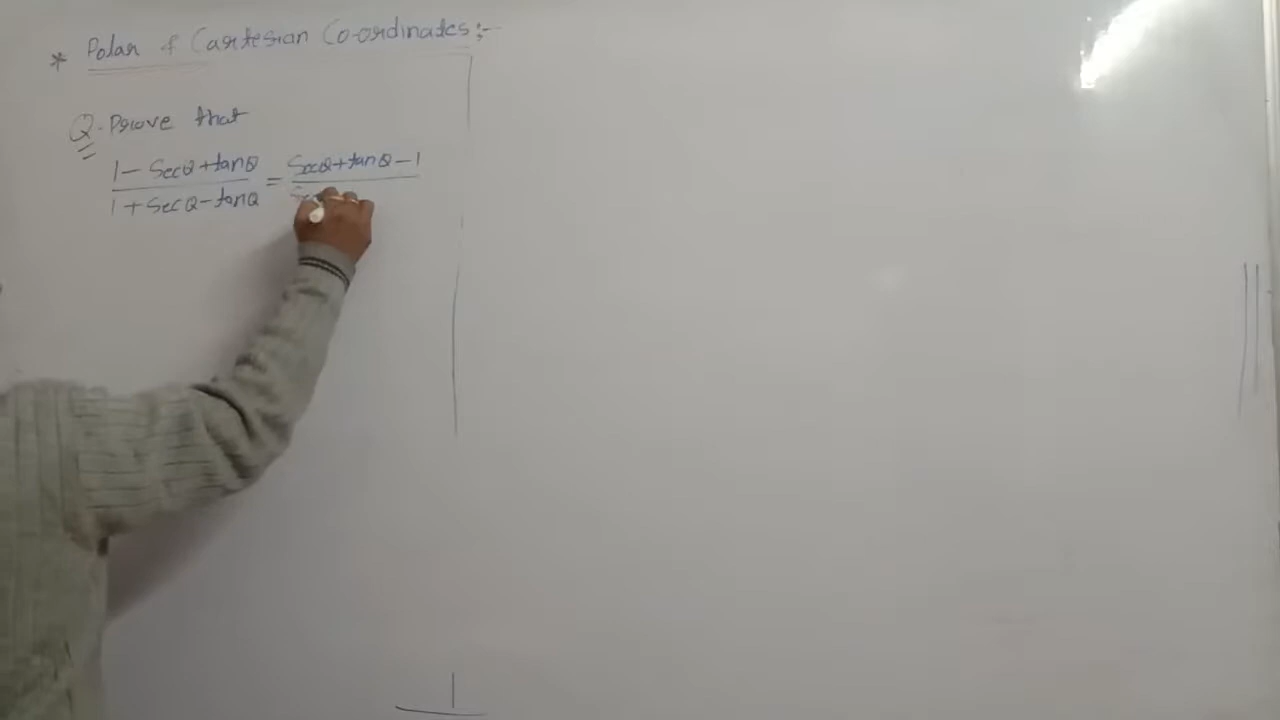 * Polar & Cartesian Co-ordinates:-
Q. Prove that
1 - Secθ + tanθ = Secθ + tanθ - 1
1 + Secθ - tanθ